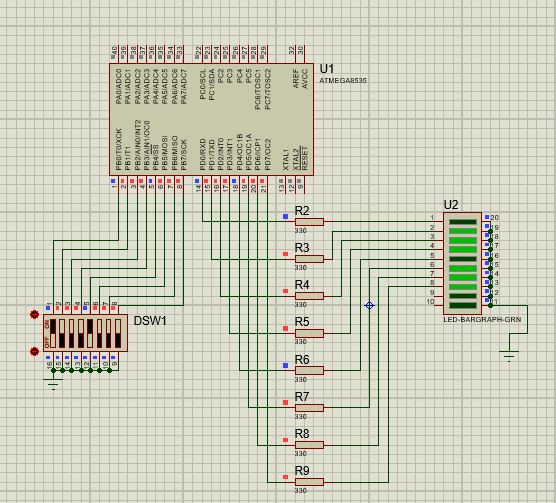 40 39 38 37 36 35 34 33 22 23 24 25 26 27 28 29 32 30
U1
ATMEGA8535
PA0/ADC0
PA1/ADC1
PA2/ADC2
PA3/ADC3
PA4/ADC4
PA5/ADC5
PA6/ADC6
PA7/ADC7
PC0/SCL
PC1/SDA
PC2
PC3
PC4
PC5
PC6/TOSC1
PC7/TOSC2
AREF
AVCC
PB0/T0/XCK
PB1/T1
PB2/AIN0/INT2
PB3/AIN1/OC0
PB4/SS
PB5/MOSI
PB6/MISO
PB7/SCK
PD0/RXD
PD1/TXD
PD2/INT0
PD3/INT1
PD4/OC1B
PD5/OC1A
PD6/ICP1
PD7/OC2
XTAL1
XTAL2
RESET
1 2 3 4 5 6 7 8 14 15 16 17 18 19 20 21 13 12 9
U2
R2
330
R3
330
R4
330
R5
330
R6
330
R7
330
R8
330
R9
330
1
2
3
4
5
6
7
8
9
10
20
LED-BARGRAPH-GRN
DSW1
ON
OFF
1 2 3 4 5 6 7 8
16 15 14 13 12 11 10 9